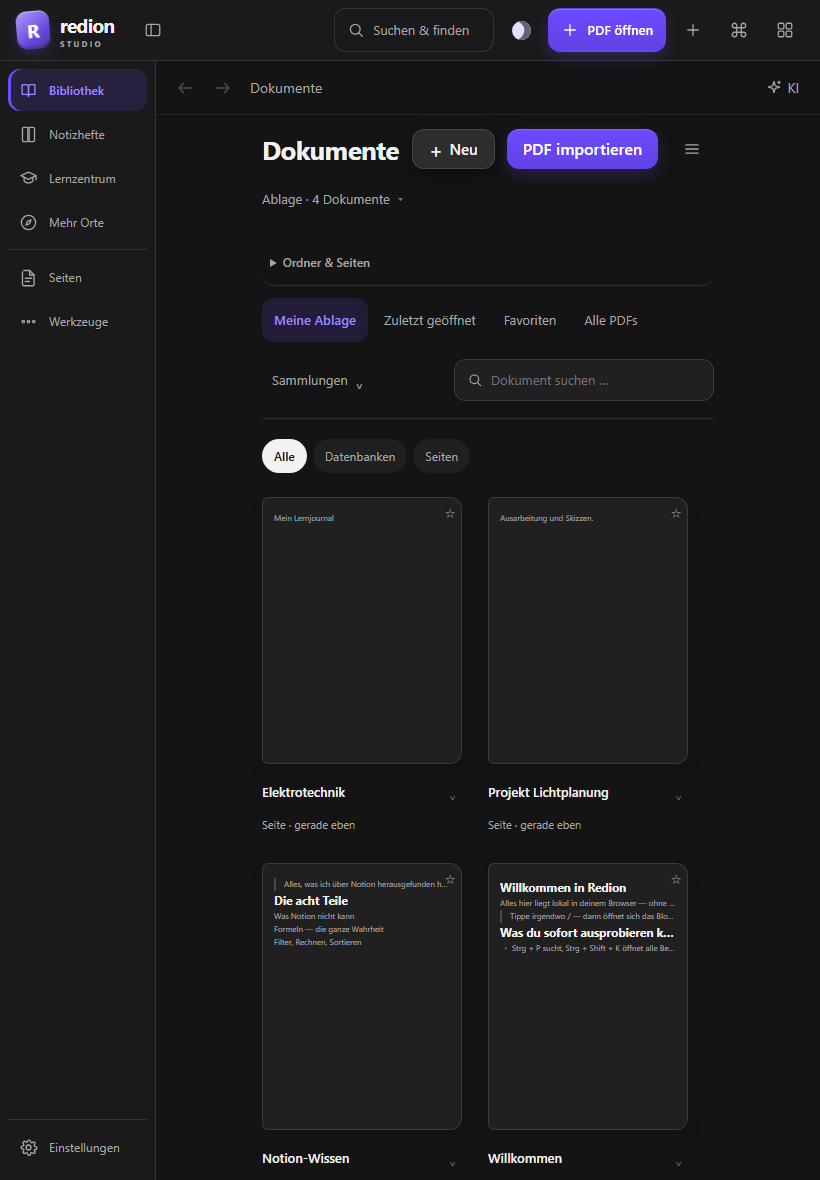 R redion
STUDIO
Suchen & finden
PDF öffnen
Bibliothek
Notizhefte
Lernzentrum
Mehr Orte
Seiten
Werkzeuge
Einstellungen
Dokumente
KI
Dokumente
+ Neu
PDF importieren
Ablage · 4 Dokumente
Ordner & Seiten
Meine Ablage
Zuletzt geöffnet
Favoriten
Alle PDFs
Sammlungen
Dokument suchen ...
Alle
Datenbanken
Seiten
Mein Lernjournal
Elektrotechnik
Seite · gerade eben
Ausarbeitung und Skizzen.
Projekt Lichtplanung
Seite · gerade eben
Alles, was ich über Notion herausgefunden h...
Die acht Teile
Was Notion nicht kann
Formeln — die ganze Wahrheit
Filter, Rechnen, Sortieren
Notion-Wissen
Willkommen in Redion
Alles hier liegt lokal in deinem Browser — ohne ...
Tippe irgendwo / — dann öffnet sich das Blo...
Was du sofort ausprobieren k...
• Strg + P sucht, Strg + Shift + K öffnet alle Be...
Willkommen